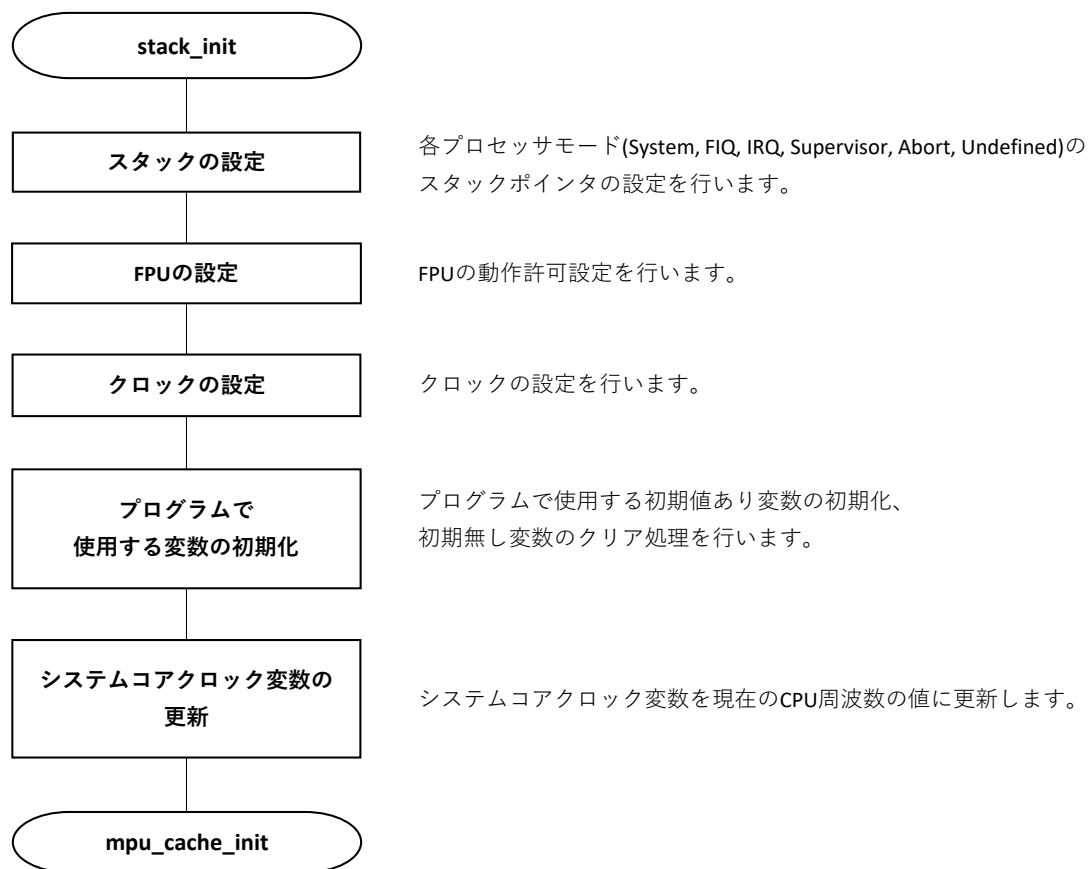 stack_init
スタックの設定
各プロセッサモード(System, FIQ, IRQ, Supervisor, Abort, Undefined)の
スタックポインタの設定を行います。
FPUの設定
FPUの動作許可設定を行います。
クロックの設定
クロックの設定を行います。
プログラムで
使用する変数の初期化
プログラムで使用する初期値あり変数の初期化、
初期無し変数のクリア処理を行います。
システムコアクロック変数の
更新
システムコアクロック変数を現在のCPU周波数の値に更新します。
mpu_cache_init